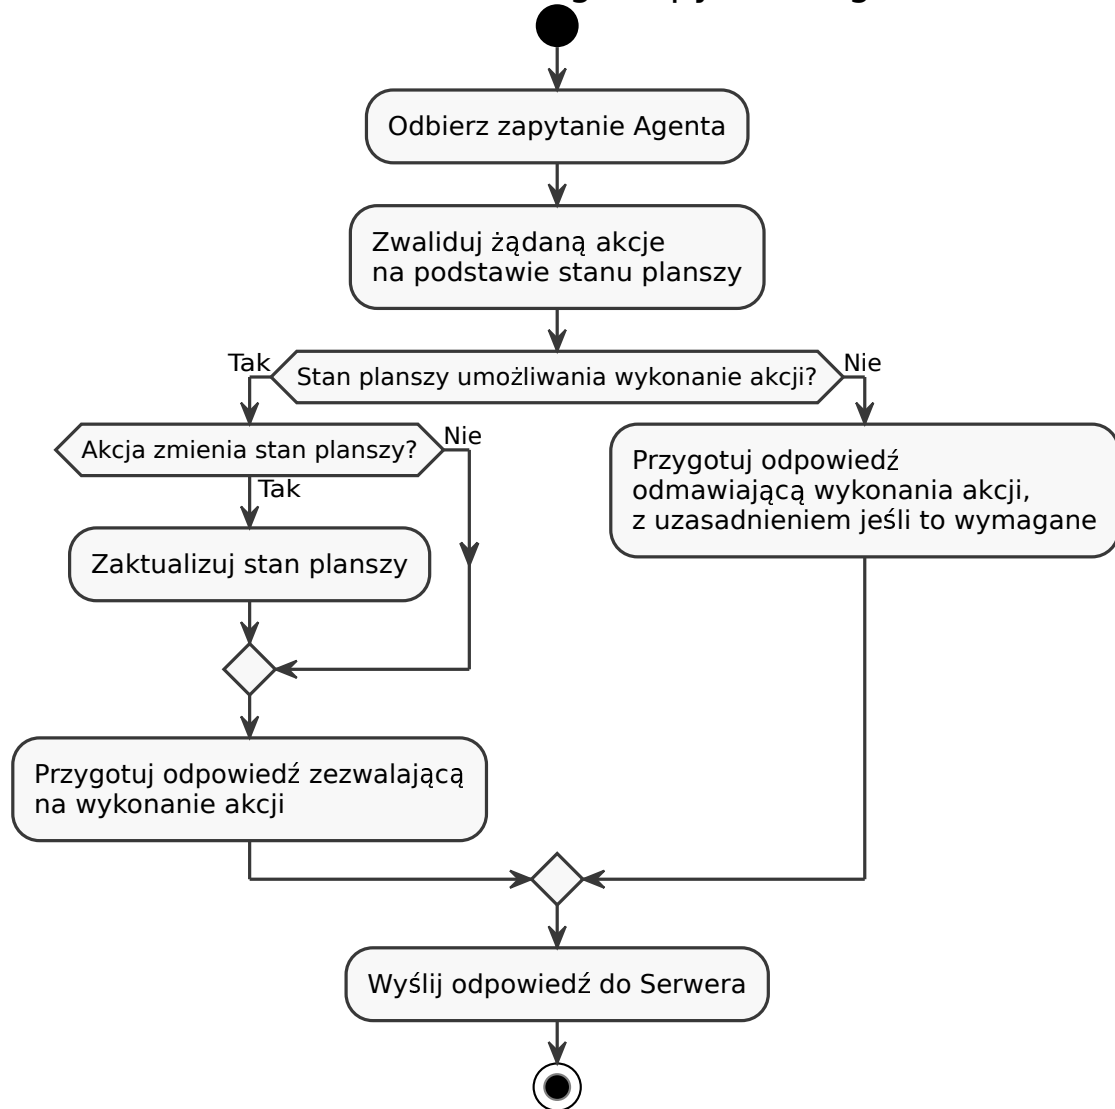 Odbierz zapytanie Agenta
Zwaliduj żądaną akcje
na podstawie stanu planszy
Tak
Stan planszy umożliwania wykonanie akcji?
Nie
Akcja zmienia stan planszy?
Nie
Tak
Zaktualizuj stan planszy
Przygotuj odpowiedź
odmawiającą wykonania akcji,
z uzasadnieniem jeśli to wymagane
Przygotuj odpowiedź zezwalającą
na wykonanie akcji
Wyślij odpowiedź do Serwera